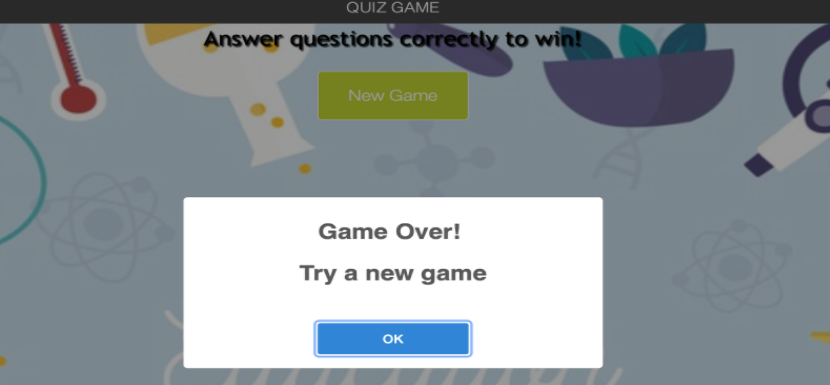 QUIZ GAME
Answer questions correctly to win!
New Game
Game Over!
Try a new game
OK